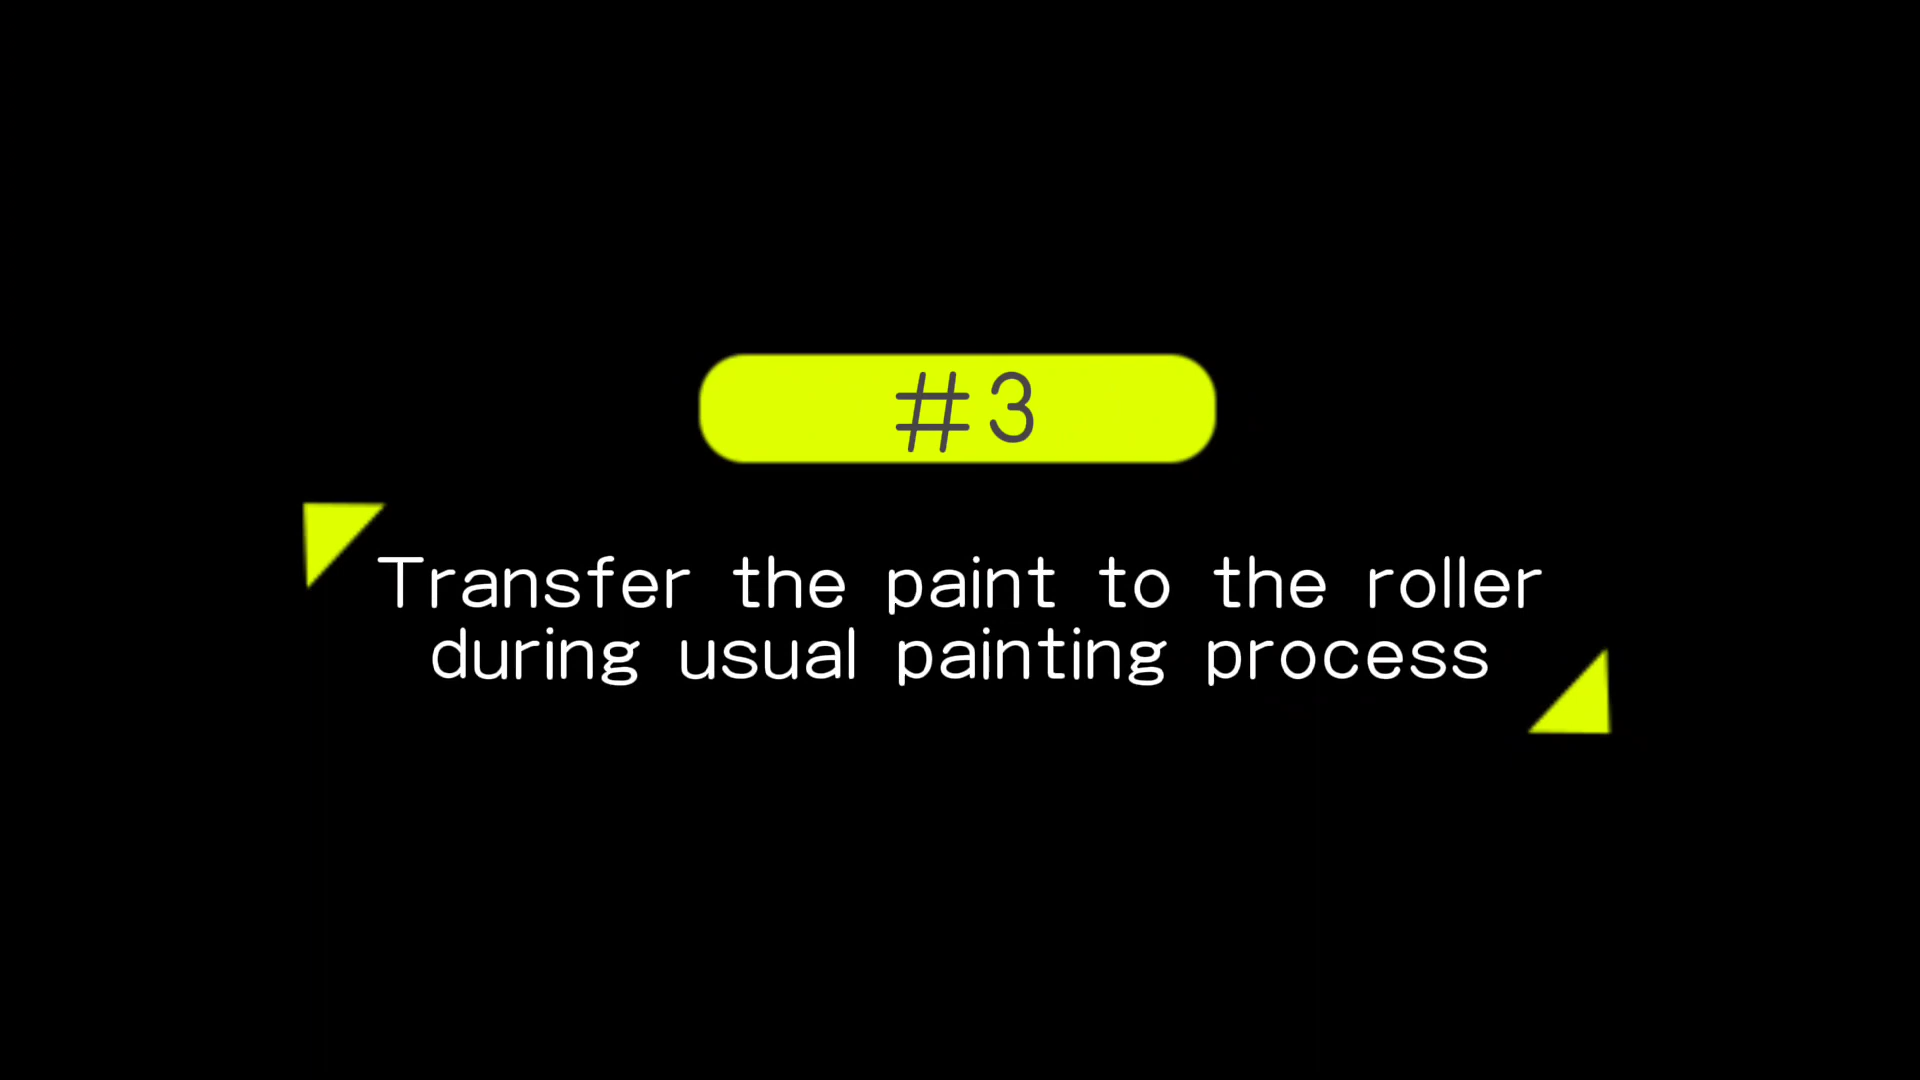 #3
Transfer the paint to the roller
during usual painting process